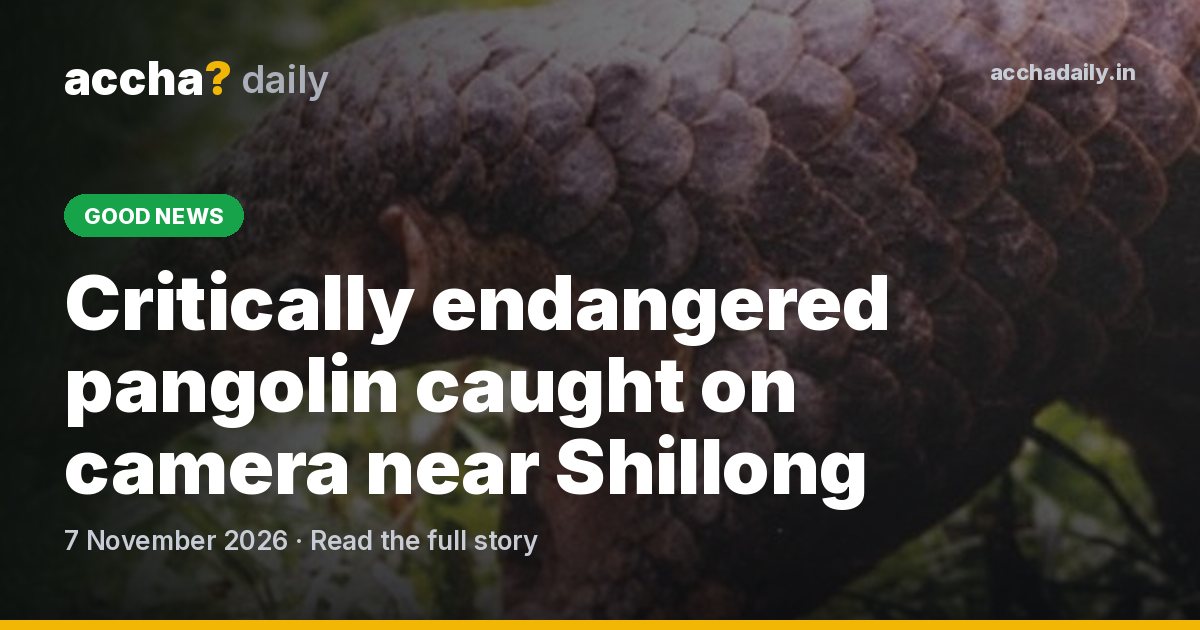 accha? daily
acchadaily.in
GOOD NEWS
Critically endangered
pangolin caught on
camera near Shillong
7 November 2026 · Read the full story